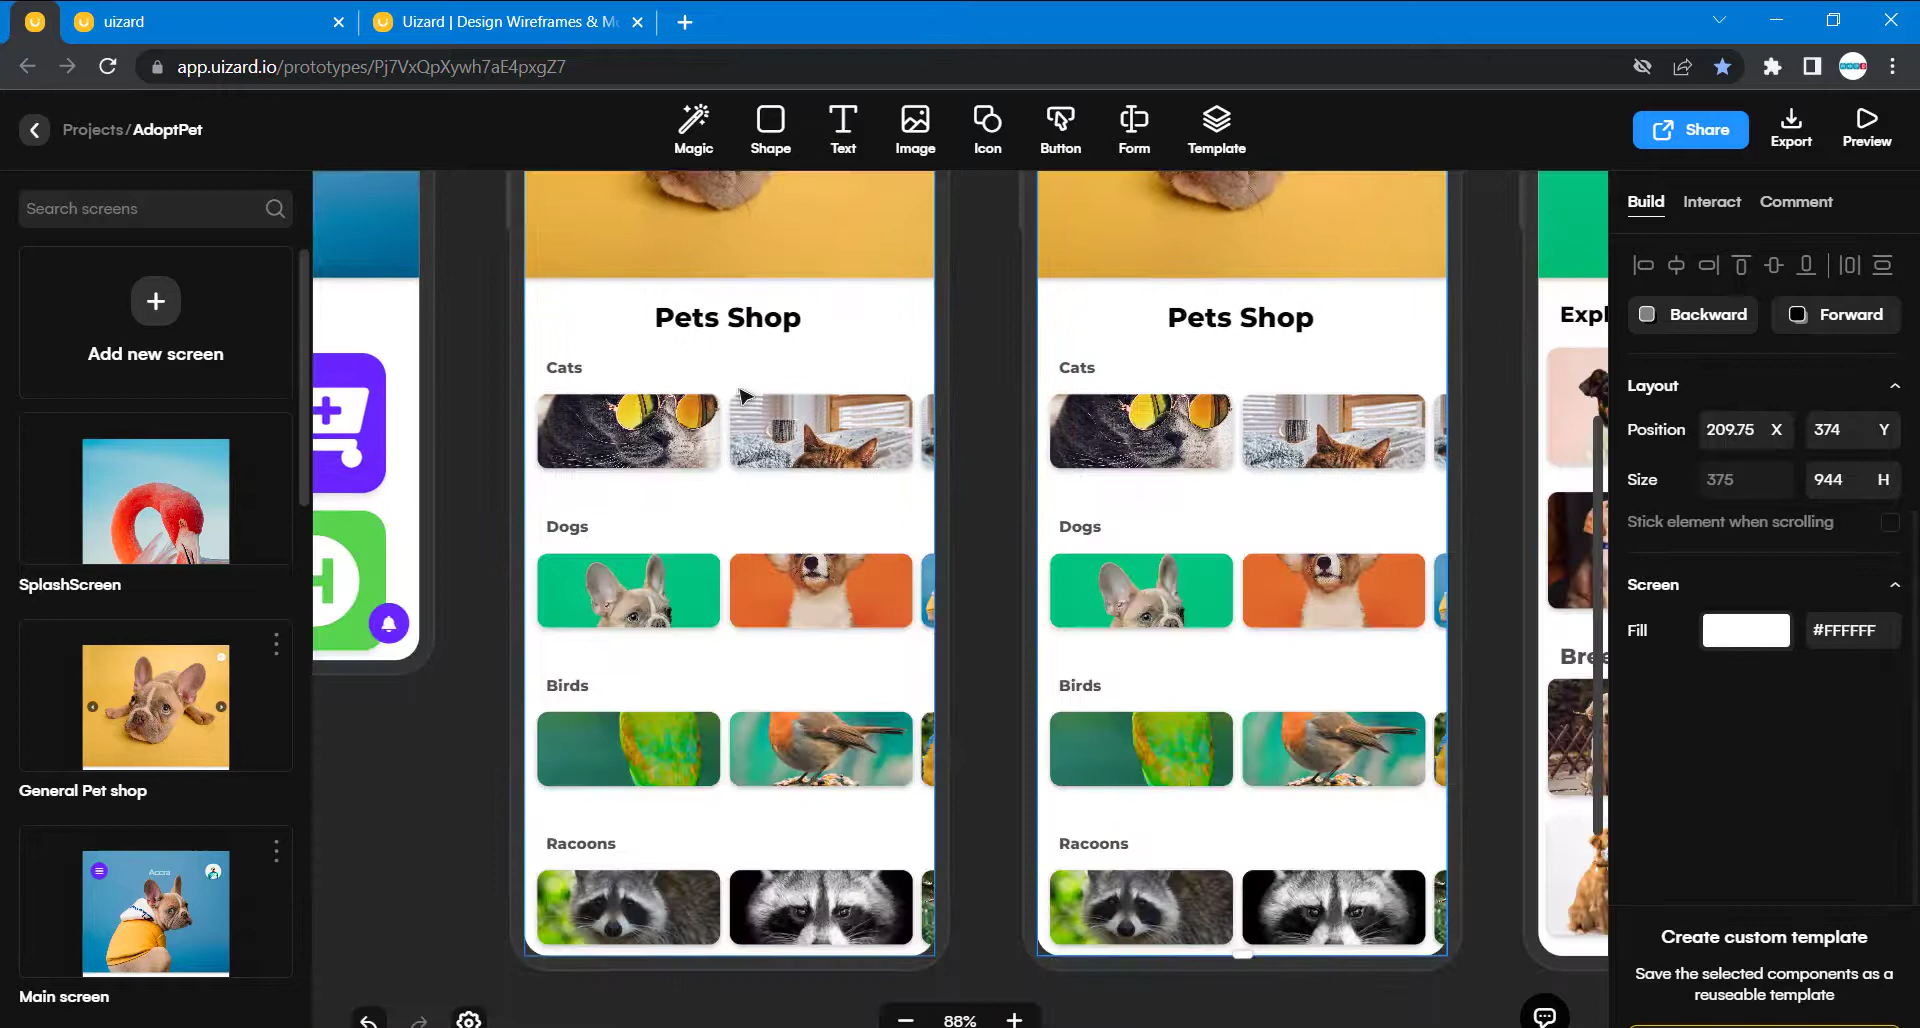 uizard
Uizard | Design Wireframes & M
app.uizard.io/prototypes/Pj7VxQpXywh7aE4pxgZ7
Projects/AdoptPet
Magic
Shape
Text
Image
Icon
Button
Form
Template
Share
Export
Preview
Search screens
Add new screen
SplashScreen
General Pet shop
Accra
Main screen
Pets Shop
Cats
Dogs
Birds
Racoons
Pets Shop
Cats
Dogs
Birds
Racoons
Expl
Bree
Build
Interact
Comment
Backward
Forward
Layout
Position
209.75 X
374 Y
Size
375
944 H
Stick element when scrolling
Screen
Fill
#FFFFFF
Create custom template
Save the selected components as a
reuseable template
88%